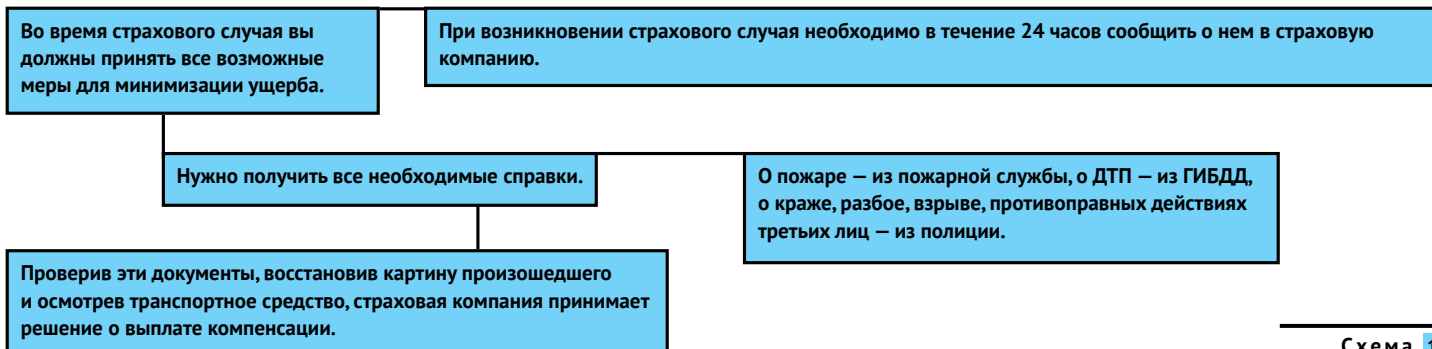 Во время страхового случая вы
должны принять все возможные
меры для минимизации ущерба.
При возникновении страхового случая необходимо в течение 24 часов сообщить о нем в страховую
компанию.
Нужно получить все необходимые справки.
О пожаре — из пожарной службы, о ДТП — из ГИБДД,
о краже, разбое, взрыве, противоправных действиях
третьих лиц — из полиции.
Проверив эти документы, восстановив картину произошедшего
и осмотрев транспортное средство, страховая компания принимает
решение о выплате компенсации.
Схема